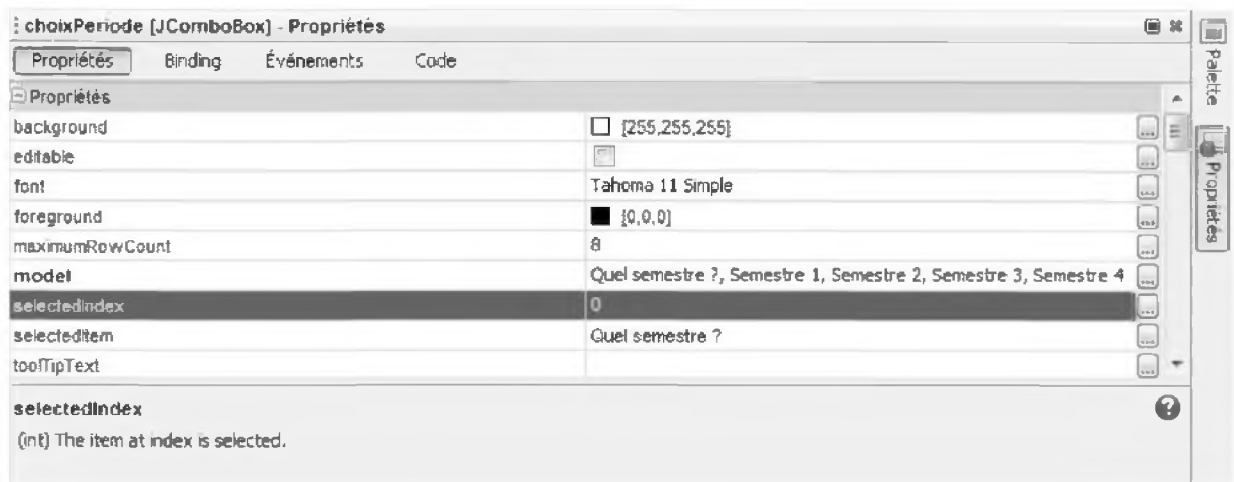 choixPeriode [JComboBox] - Propriétés
Propriétés Binding Événements Code
Propriétés
background [255,255,255]
editable
font Tahoma 11 Simple
foreground [0,0,0]
maximumRowCount 8
model Quel semestre ?, Semestre 1, Semestre 2, Semestre 3, Semestre 4
selectedIndex 0
selectedItem Quel semestre ?
toolTipText
selectedIndex
(int) The item at index is selected.
Palette
Propriétés